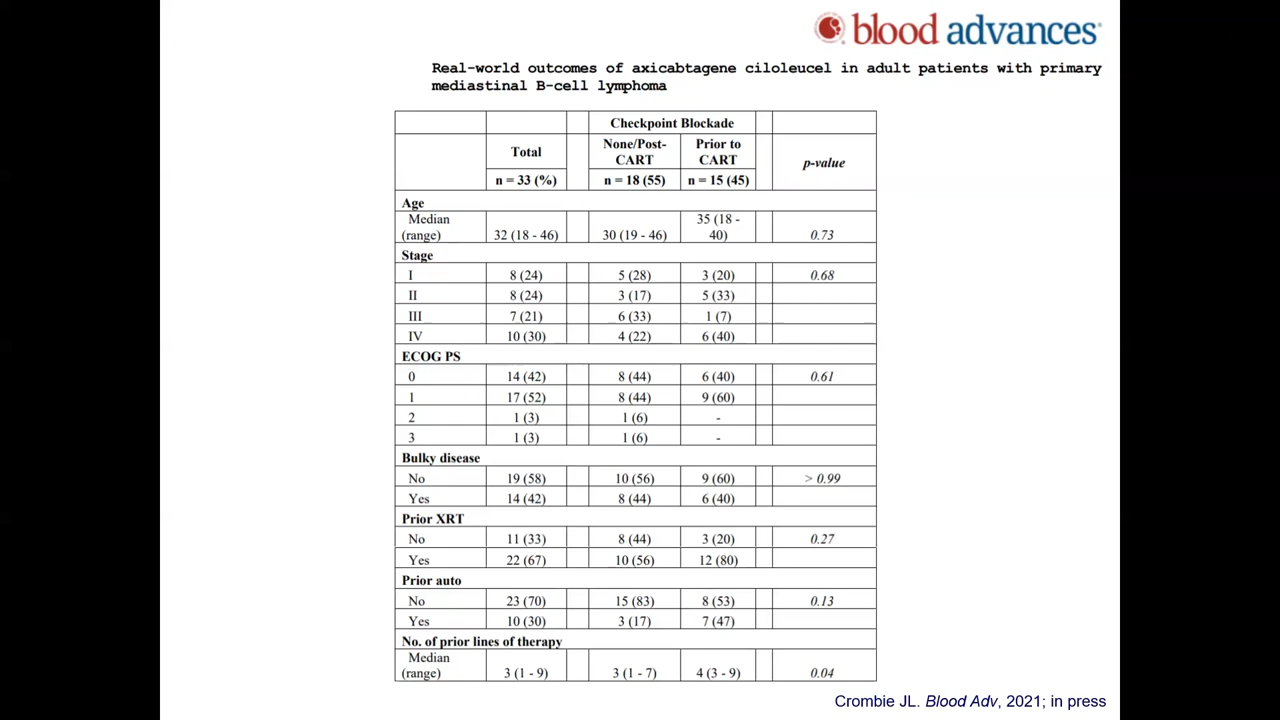 blood advances
Real-world outcomes of axicabtagene ciloleucel in adult patients with primary
mediastinal B-cell lymphoma
Checkpoint Blockade
Total None/Post-CART Prior to CART p-value
n = 33 (%) n = 18 (55) n = 15 (45)
Age
Median (range) 32 (18 - 46) 30 (19 - 46) 35 (18 - 40) 0.73
Stage
I 8 (24) 5 (28) 3 (20) 0.68
II 8 (24) 3 (17) 5 (33)
III 7 (21) 6 (33) 1 (7)
IV 10 (30) 4 (22) 6 (40)
ECOG PS
0 14 (42) 8 (44) 6 (40) 0.61
1 17 (52) 8 (44) 9 (60)
2 1 (3) 1 (6) -
3 1 (3) 1 (6) -
Bulky disease
No 19 (58) 10 (56) 9 (60) > 0.99
Yes 14 (42) 8 (44) 6 (40)
Prior XRT
No 11 (33) 8 (44) 3 (20) 0.27
Yes 22 (67) 10 (56) 12 (80)
Prior auto
No 23 (70) 15 (83) 8 (53) 0.13
Yes 10 (30) 3 (17) 7 (47)
No. of prior lines of therapy
Median (range) 3 (1 - 9) 3 (1 - 7) 4 (3 - 9) 0.04
Crombie JL. Blood Adv, 2021; in press